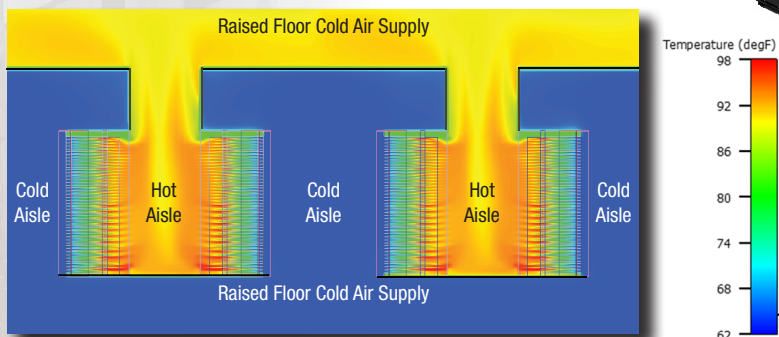 Raised Floor Cold Air Supply
Temperature (degF)
98
92
86
80
74
68
62
Cold
Aisle
Hot
Aisle
Cold
Aisle
Hot
Aisle
Cold
Aisle
Raised Floor Cold Air Supply